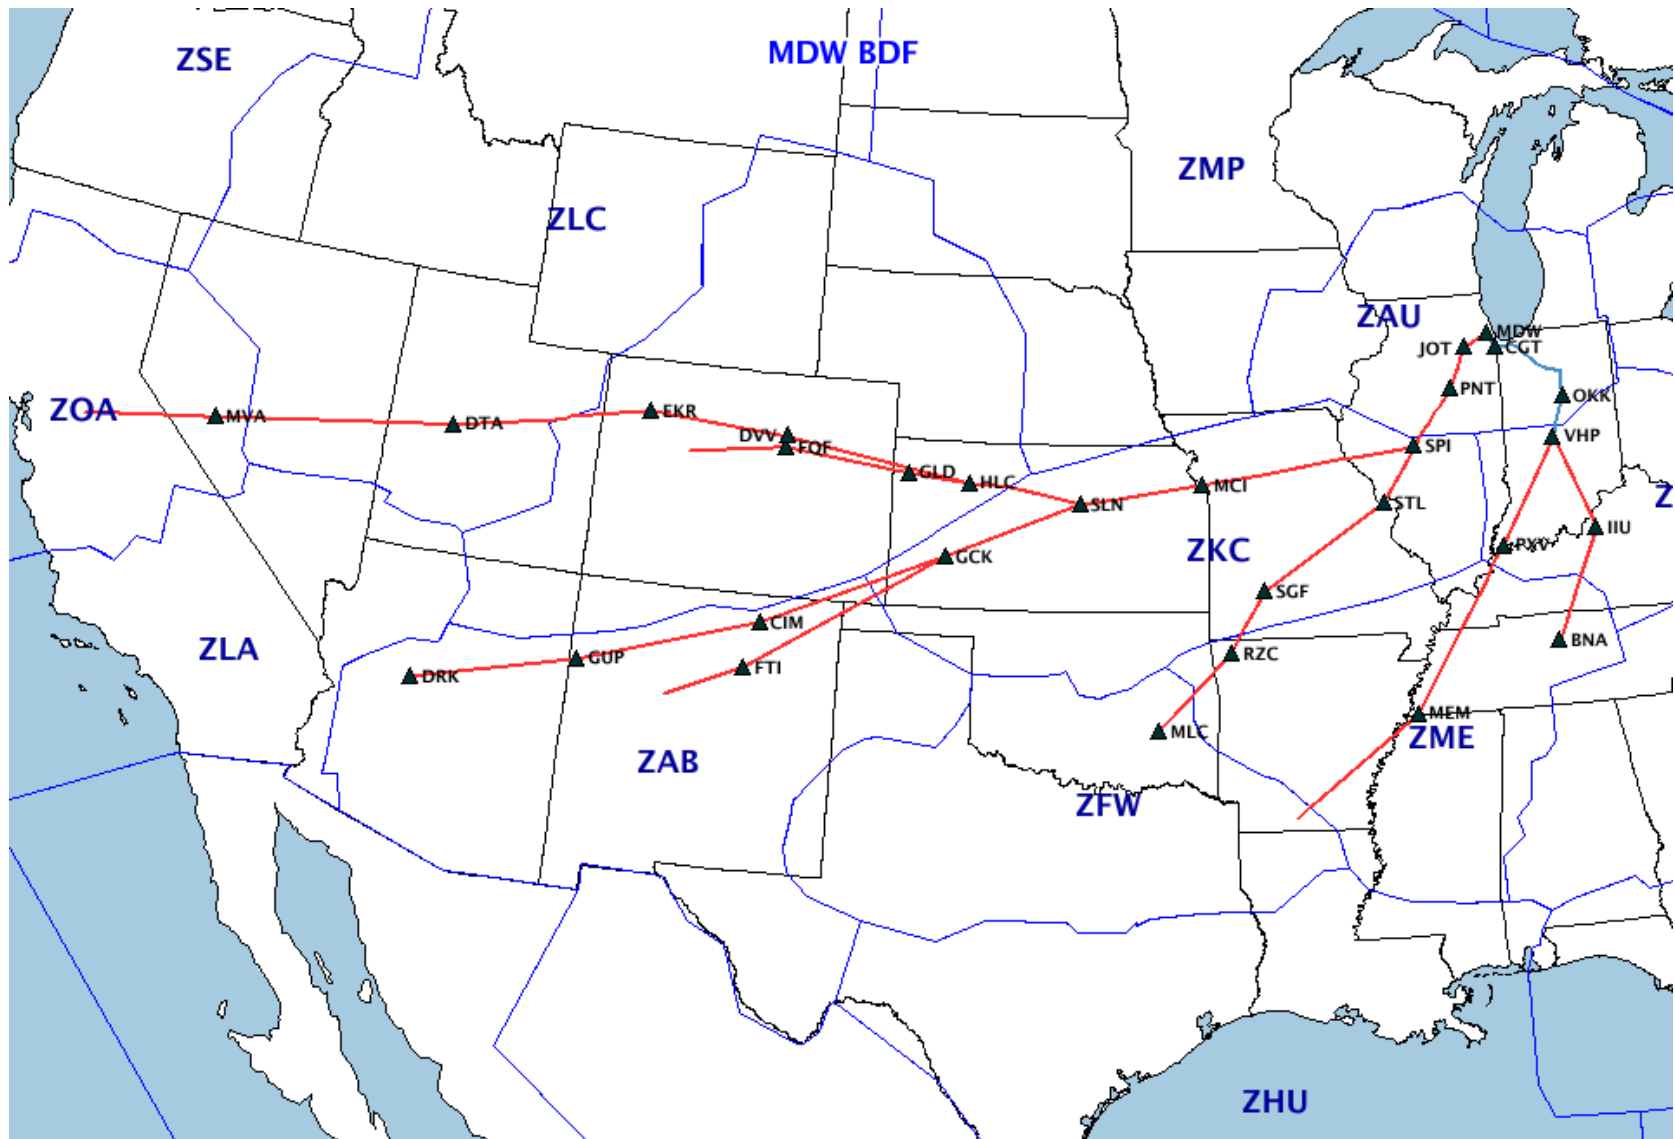 MDW BDF
ZSE
ZMP
ZLC
ZAU
MDW
JOT
CGT
PNT
OKK
ZOA
MVA
DTA
EKR
DVV
FQF
VHP
SPI
GLD
HLC
MCI
SLN
STL
Z
IIU
PXV
ZKC
GCK
SGF
CIM
BNA
ZLA
GUP
RZC
FTI
DRK
MEM
MLC
ZME
ZAB
ZFW
ZHU